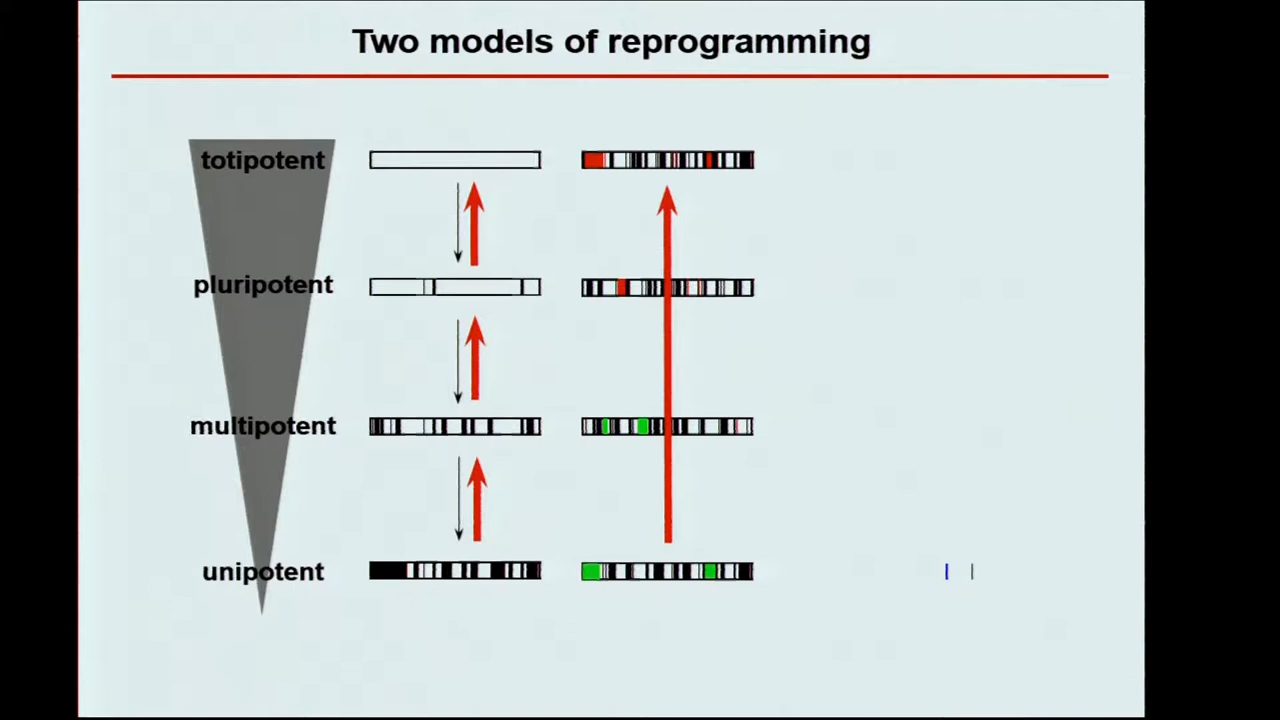 Two models of reprogramming
totipotent
pluripotent
multipotent
unipotent